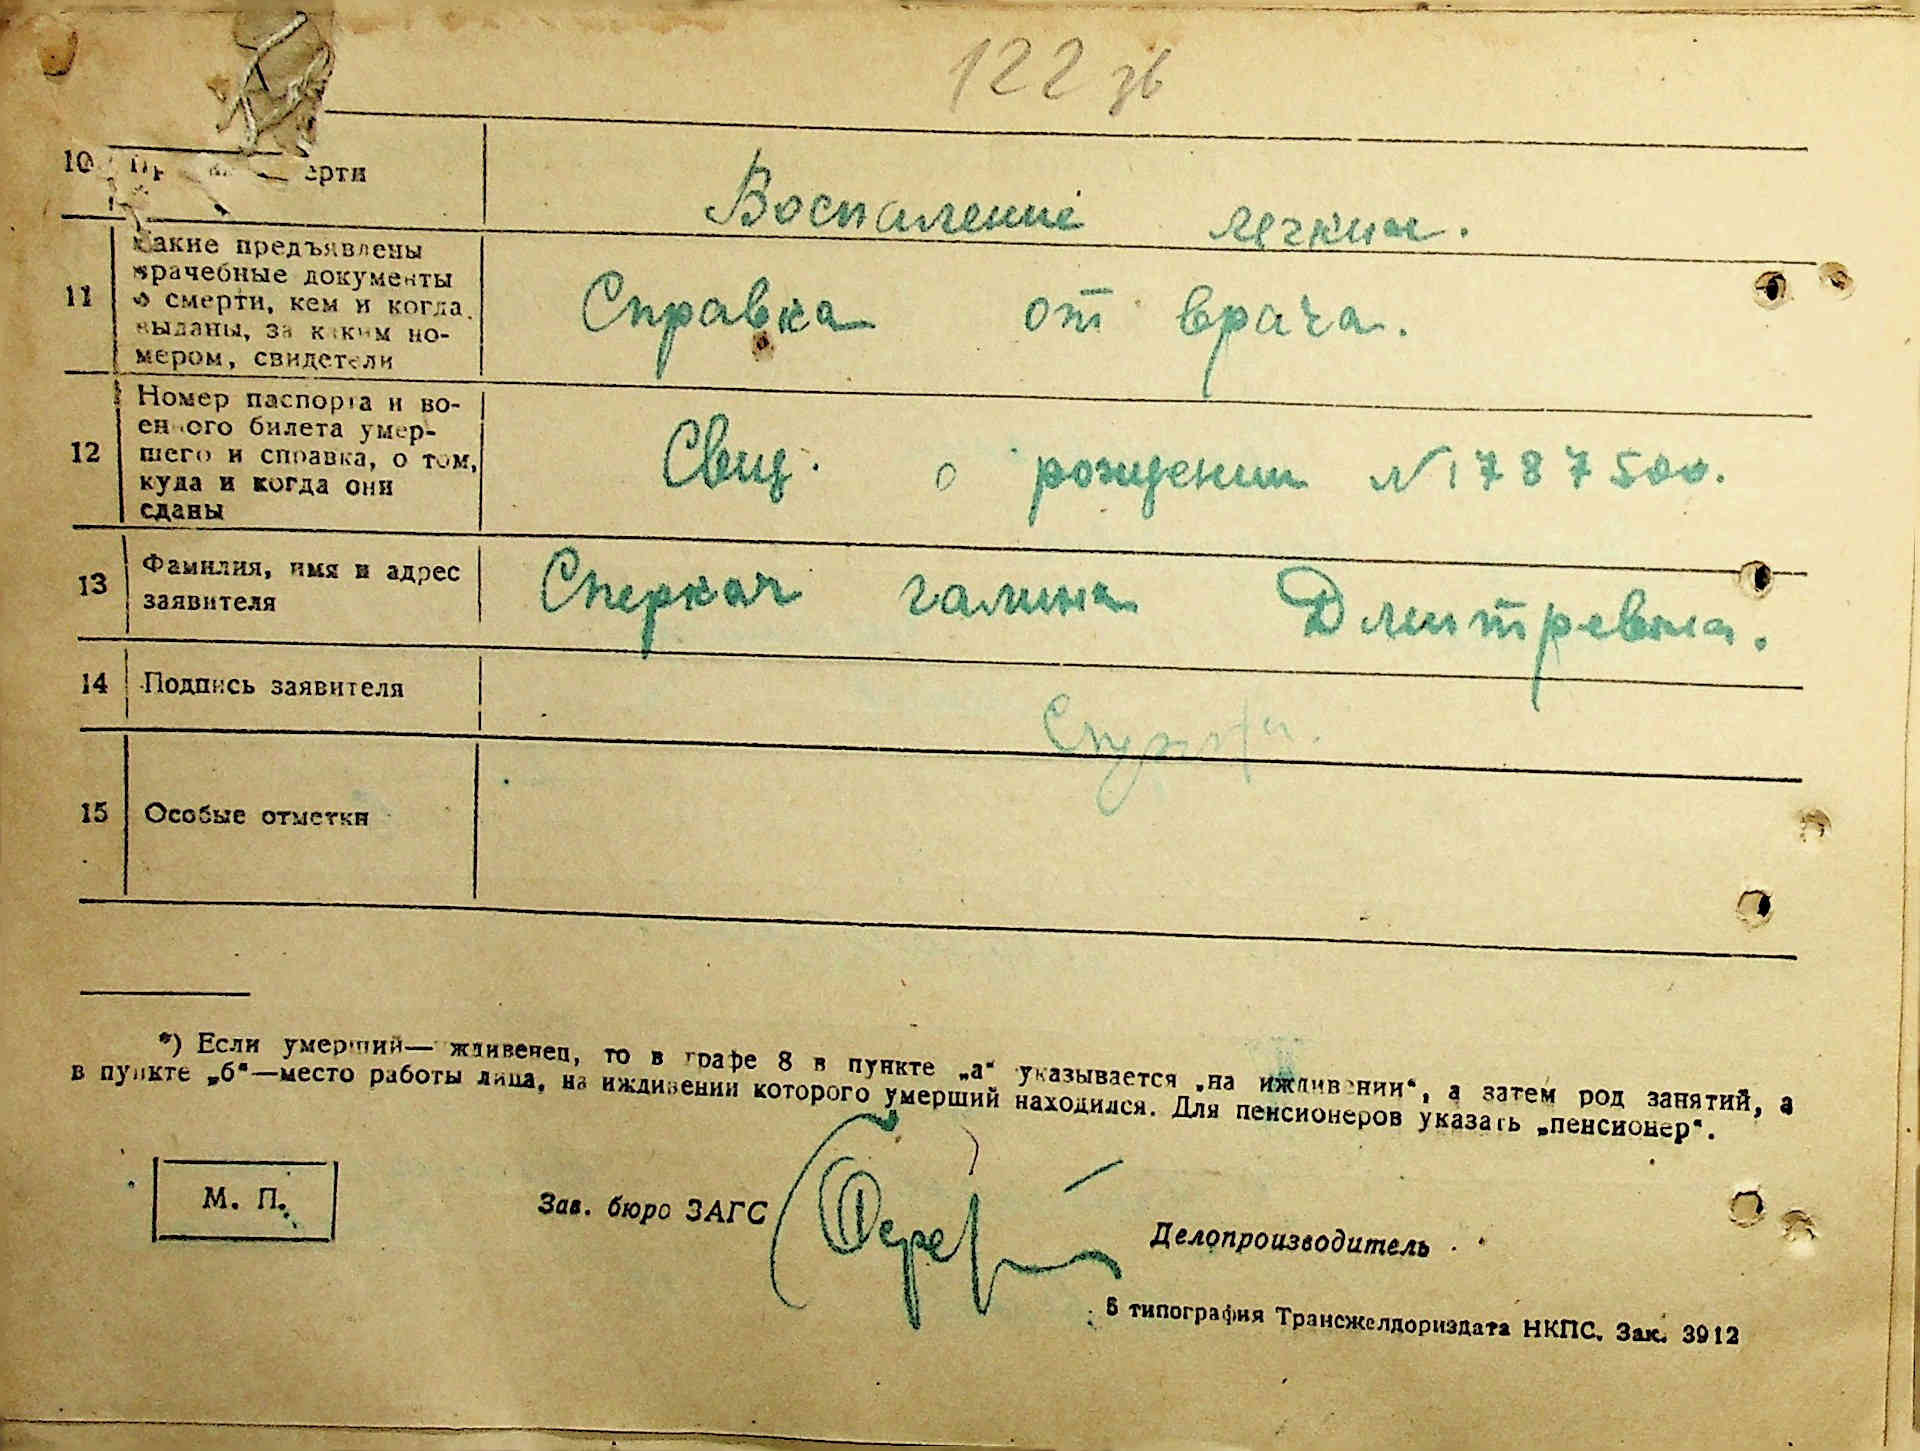 122
10 Пр ерти
Воспаление легких.
11 Какие предъявлены
врачебные документы
о смерти, кем и когда
выданы, за каким но-
мером, свидетели
Справка от врача.
12 Номер паспорта и во-
енного билета умер-
шего и справка, о том,
куда и когда они
сданы
Свид. о рождении N 1787500.
13 Фамилия, имя и адрес
заявителя
Сперкач галина Дмитревна.
14 Подпись заявителя
15 Особые отметки
*) Если умерший— иждивенец, то в графе 8 в пункте „а“ указывается „на иждивении“, а затем род занятий, а
в пункте „б“—место работы лица, на иждивении которого умерший находился. Для пенсионеров указать „пенсионер“.
М. П.
Зав. бюро ЗАГС
Делопроизводитель
6 типография Трансжелдориздата НКПС. Зак. 3912